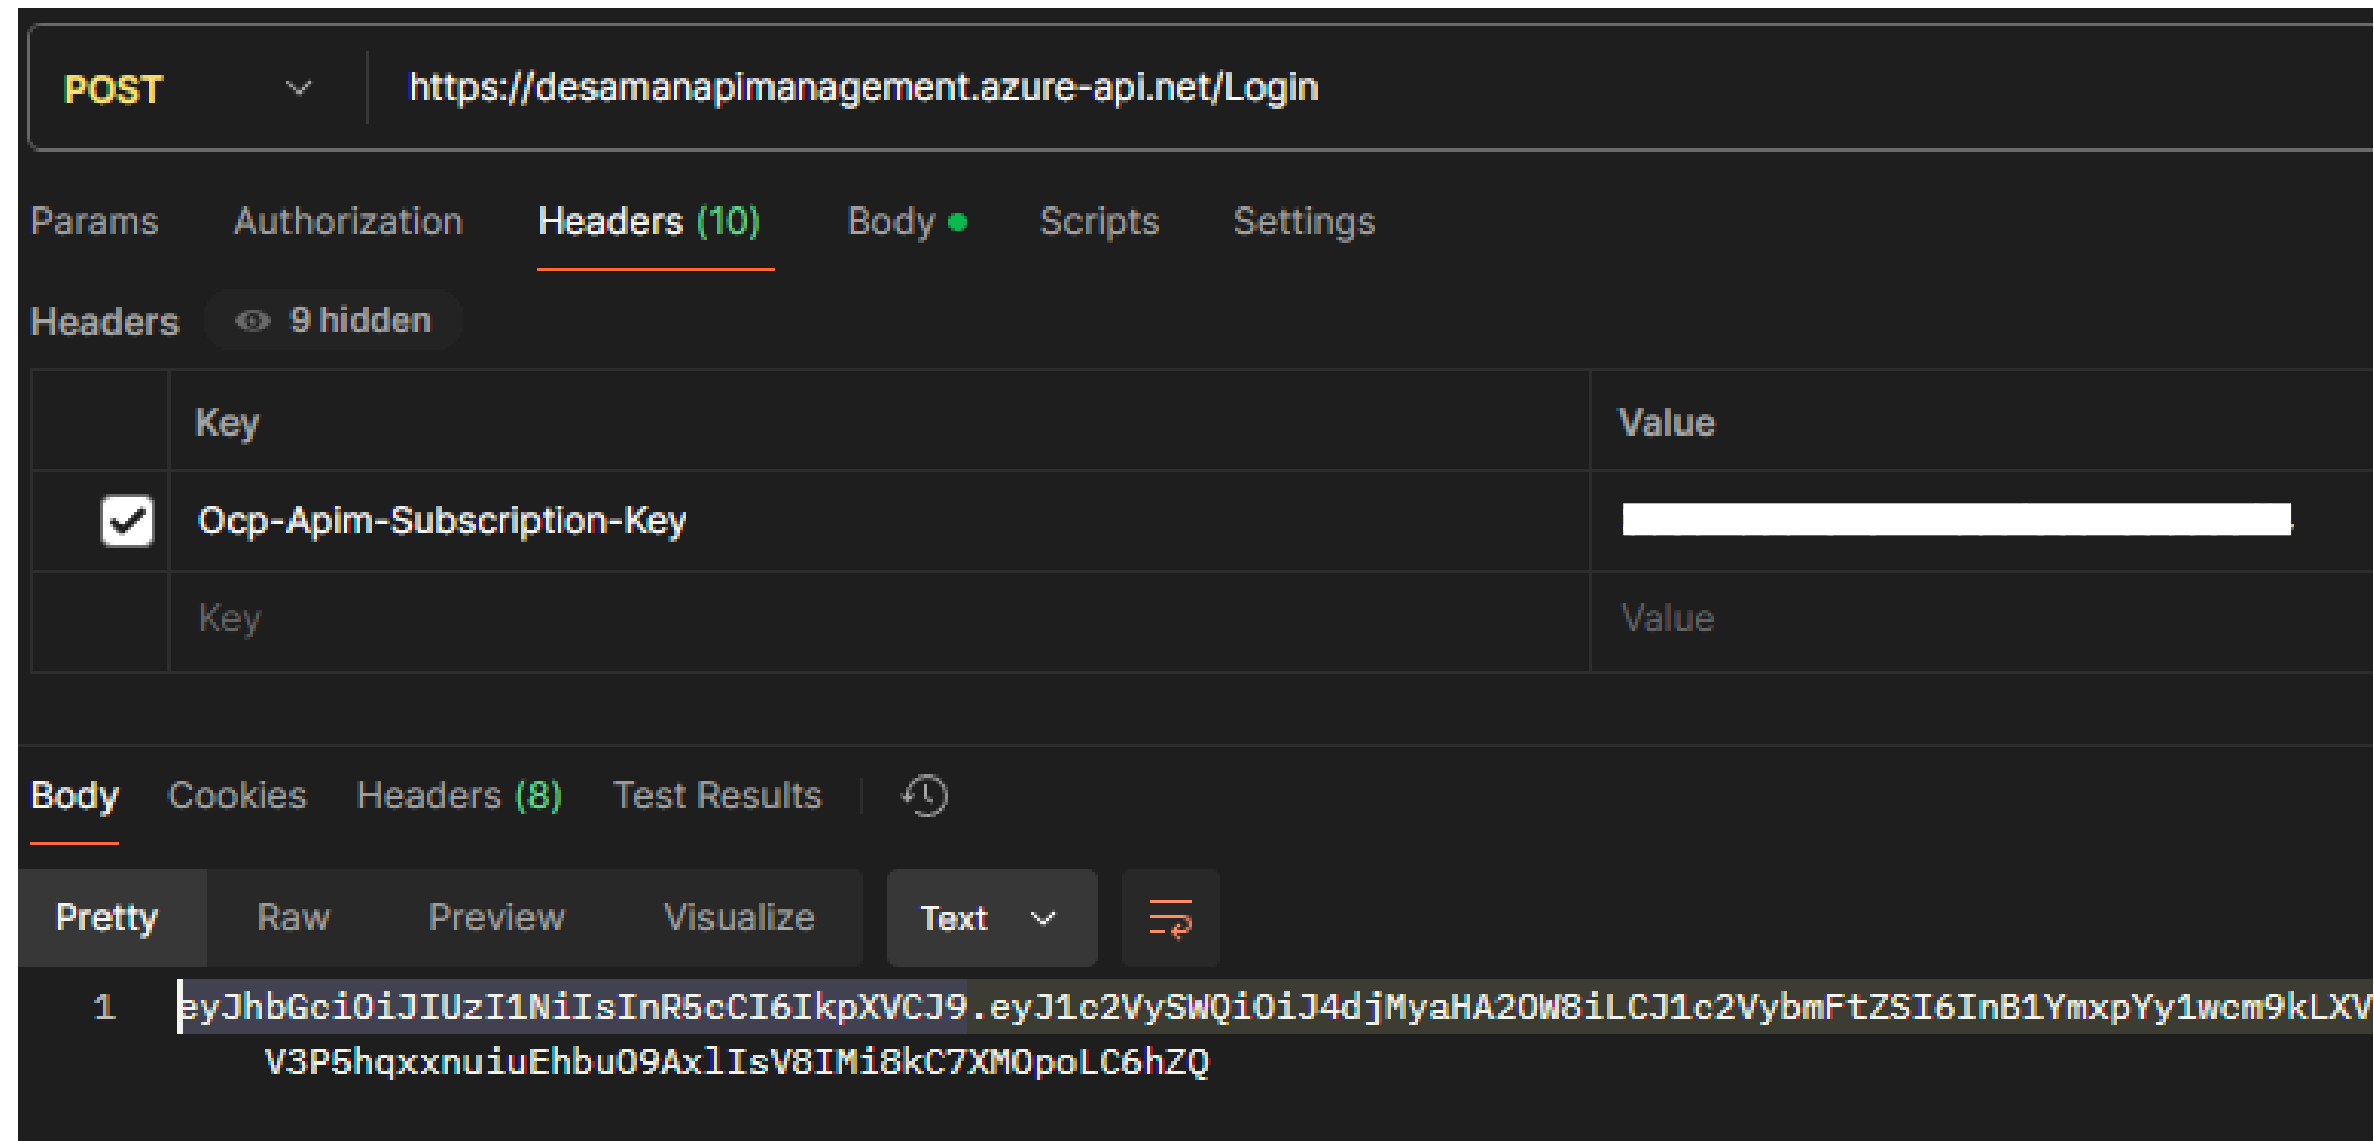 POST https://desamanapimanagement.azure-api.net/Login
Params Authorization Headers (10) Body Scripts Settings
Headers 9 hidden
Key Value
Ocp-Apim-Subscription-Key
Key Value
Body Cookies Headers (8) Test Results
Pretty Raw Preview Visualize Text
1 eyJhbGciOiJIUzI1NiIsInR5cCI6IkpXVCJ9.eyJ1c2VySWQiOiJ4djMyaHA2OW8iLCJ1c2VybmFtZSI6InB1YmxpYy1wcm9kLXV
V3P5hqxxnuiuEhbuO9AxlIsV8IMi8kC7XMOpoLC6hZQ